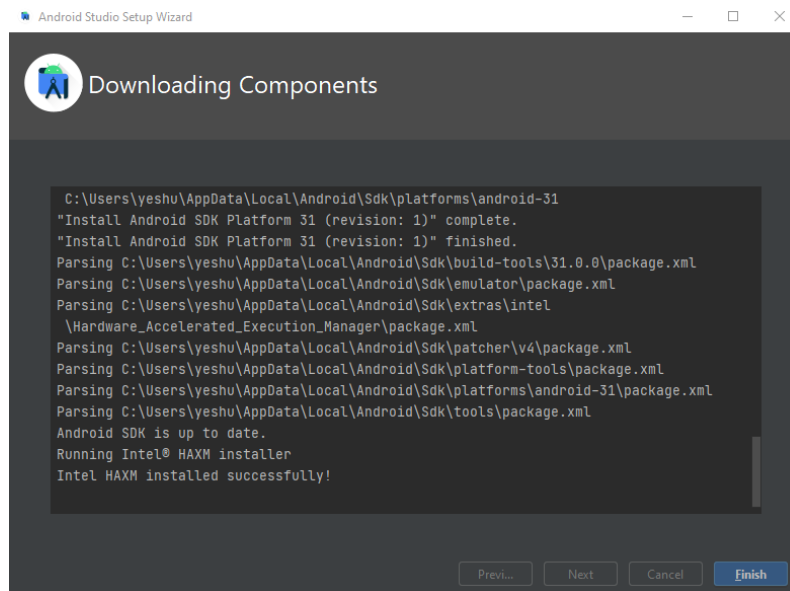 Android Studio Setup Wizard
Downloading Components
C:\Users\yeshu\AppData\Local\Android\Sdk\platforms\android-31
"Install Android SDK Platform 31 (revision: 1)" complete.
"Install Android SDK Platform 31 (revision: 1)" finished.
Parsing C:\Users\yeshu\AppData\Local\Android\Sdk\build-tools\31.0.0\package.xml
Parsing C:\Users\yeshu\AppData\Local\Android\Sdk\emulator\package.xml
Parsing C:\Users\yeshu\AppData\Local\Android\Sdk\extras\intel
\Hardware_Accelerated_Execution_Manager\package.xml
Parsing C:\Users\yeshu\AppData\Local\Android\Sdk\patcher\v4\package.xml
Parsing C:\Users\yeshu\AppData\Local\Android\Sdk\platform-tools\package.xml
Parsing C:\Users\yeshu\AppData\Local\Android\Sdk\platforms\android-31\package.xml
Parsing C:\Users\yeshu\AppData\Local\Android\Sdk\tools\package.xml
Android SDK is up to date.
Running Intel® HAXM installer
Intel HAXM installed successfully!
Previ... Next Cancel Finish